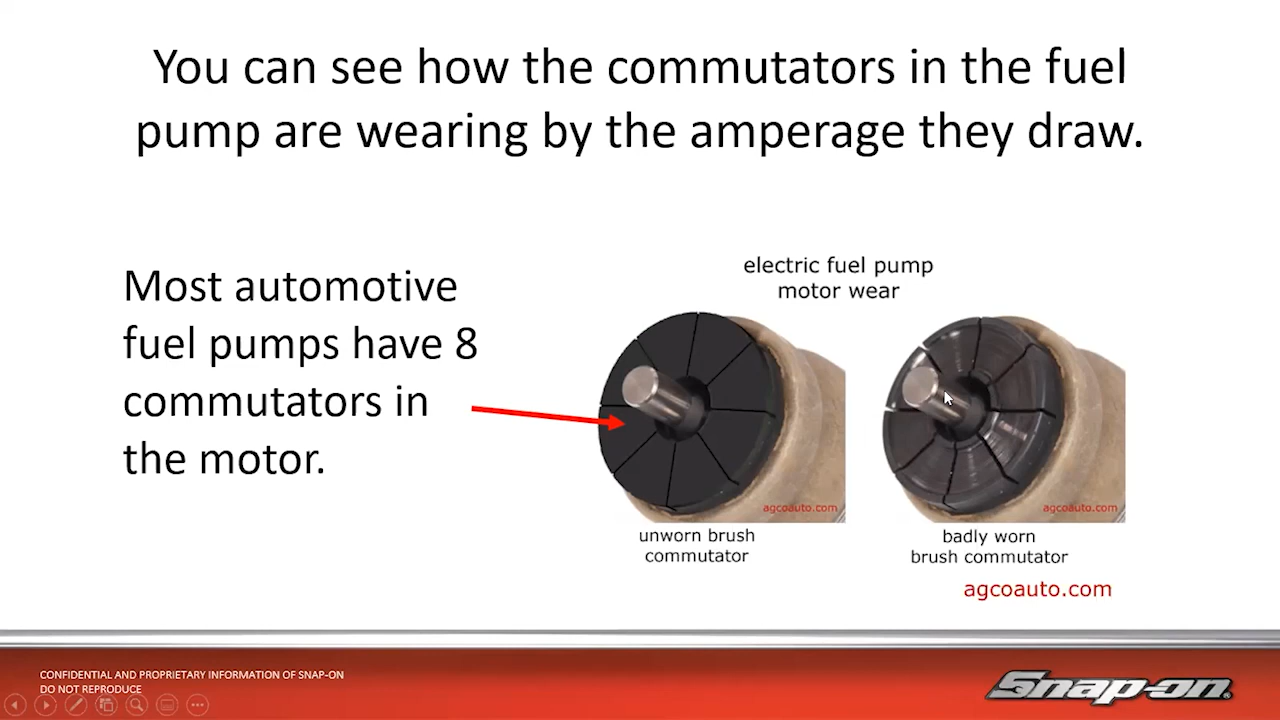 You can see how the commutators in the fuel
pump are wearing by the amperage they draw.
Most automotive
fuel pumps have 8
commutators in
the motor.
electric fuel pump
motor wear
agcoauto.com
agcoauto.com
unworn brush
commutator
badly worn
brush commutator
agcoauto.com
CONFIDENTIAL AND PROPRIETARY INFORMATION OF SNAP-ON
DO NOT REPRODUCE
Snap-on